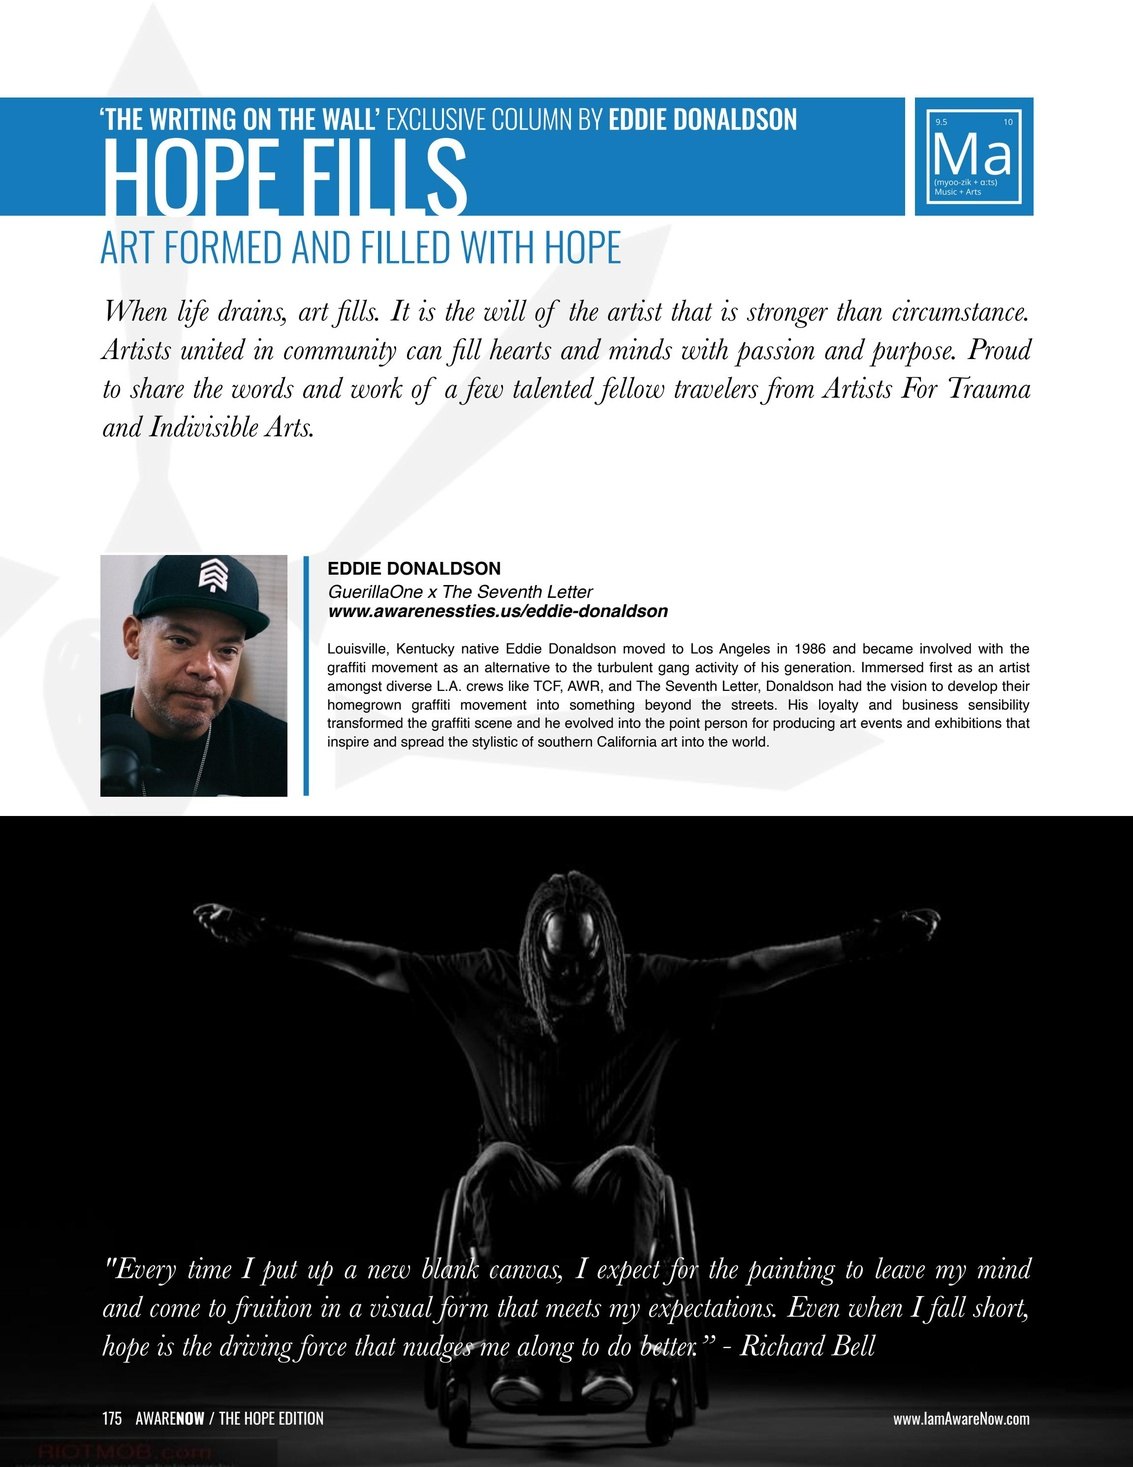 ‘THE WRITING ON THE WALL’ EXCLUSIVE COLUMN BY EDDIE DONALDSON
HOPE FILLS
9.5 10
Ma
(myoo-zik + ɑ:ts)
Music + Arts
ART FORMED AND FILLED WITH HOPE
When life drains, art fills. It is the will of the artist that is stronger than circumstance.
Artists united in community can fill hearts and minds with passion and purpose. Proud
to share the words and work of a few talented fellow travelers from Artists For Trauma
and Indivisible Arts.
EDDIE DONALDSON
GuerillaOne x The Seventh Letter
www.awarenessties.us/eddie-donaldson
Louisville, Kentucky native Eddie Donaldson moved to Los Angeles in 1986 and became involved with the
graffiti movement as an alternative to the turbulent gang activity of his generation. Immersed first as an artist
amongst diverse L.A. crews like TCF, AWR, and The Seventh Letter, Donaldson had the vision to develop their
homegrown graffiti movement into something beyond the streets. His loyalty and business sensibility
transformed the graffiti scene and he evolved into the point person for producing art events and exhibitions that
inspire and spread the stylistic of southern California art into the world.
"Every time I put up a new blank canvas, I expect for the painting to leave my mind
and come to fruition in a visual form that meets my expectations. Even when I fall short,
hope is the driving force that nudges me along to do better.” - Richard Bell
175 AWARENOW / THE HOPE EDITION
www.IamAwareNow.com
RIOTMOB.com